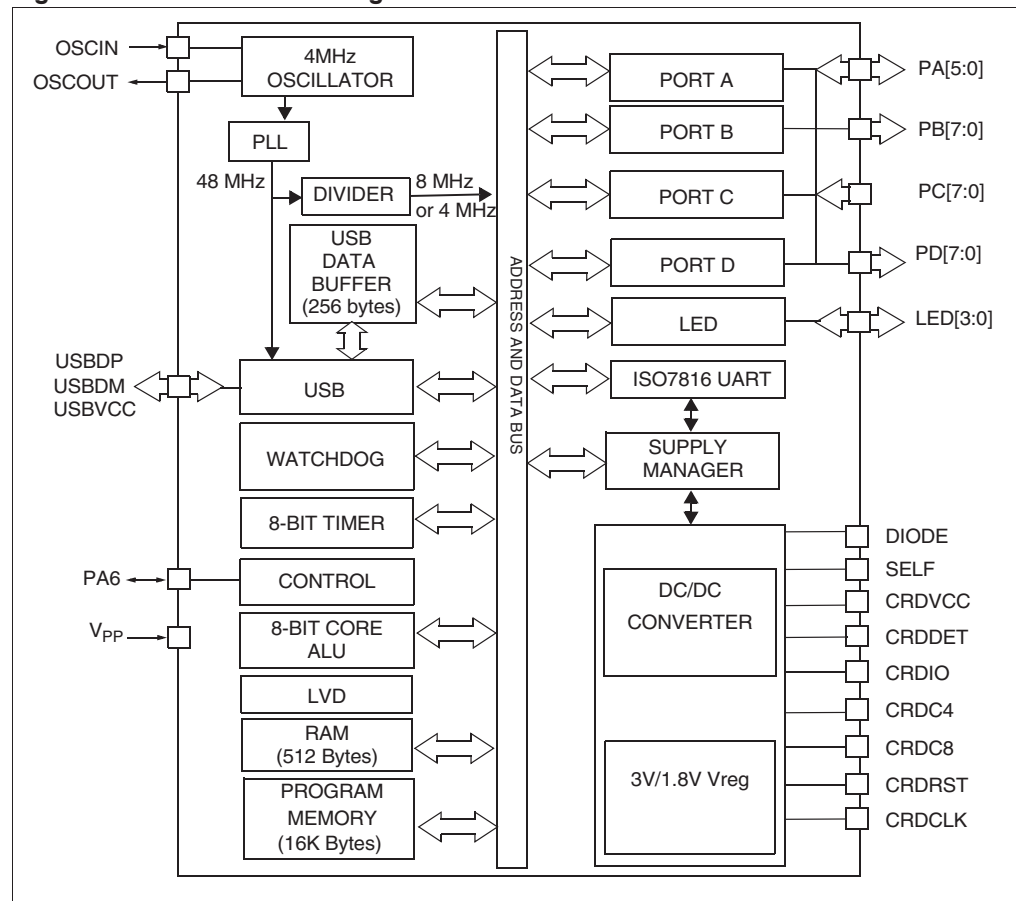 OSCIN
OSCOUT
4MHz
OSCILLATOR
PLL
48 MHz
DIVIDER
8 MHz
or 4 MHz
USB
DATA
BUFFER
(256 bytes)
USBDP
USBDM
USBVCC
USB
WATCHDOG
8-BIT TIMER
PA6
CONTROL
VPP
8-BIT CORE
ALU
LVD
RAM
(512 Bytes)
PROGRAM
MEMORY
(16K Bytes)
ADDRESS AND DATA BUS
PORT A
PA[5:0]
PORT B
PB[7:0]
PORT C
PC[7:0]
PORT D
PD[7:0]
LED
LED[3:0]
ISO7816 UART
SUPPLY
MANAGER
DC/DC
CONVERTER
3V/1.8V Vreg
DIODE
SELF
CRDVCC
CRDDET
CRDIO
CRDC4
CRDC8
CRDRST
CRDCLK